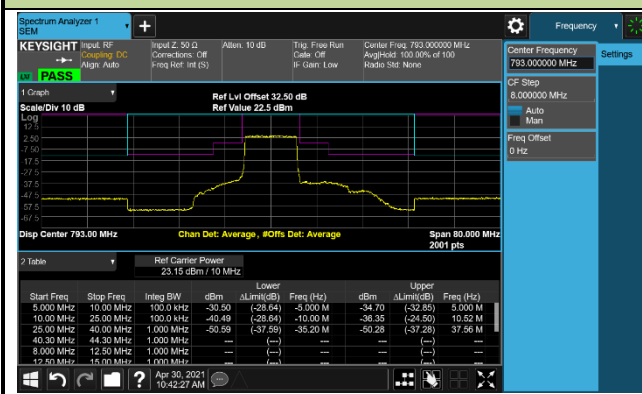 Spectrum Analyzer 1
SEM
+
Frequency
KEYSIGHT
Input: RF
Coupling: DC
Align: Auto
Input Z: 50 Ω
Corrections: Off
Freq Ref: Int (S)
Atten: 10 dB
Trig: Free Run
Gate: Off
IF Gain: Low
Center Freq: 793.000000 MHz
Avg|Hold: 100.00% of 100
Radio Std: None
PASS
Center Frequency
793.000000 MHz
Settings
CF Step
8.000000 MHz
Auto
Man
Freq Offset
0 Hz
1 Graph
Scale/Div 10 dB
Ref Lvl Offset 32.50 dB
Ref Value 22.5 dBm
Log
12.5
2.50
-7.50
-17.5
-27.5
-37.5
-47.5
-57.5
-67.5
Disp Center 793.00 MHz
Chan Det: Average , #Offs Det: Average
Span 80.000 MHz
2001 pts
2 Table
Ref Carrier Power
23.15 dBm / 10 MHz
Lower Upper
Start Freq Stop Freq Integ BW dBm ΔLimit(dB) Freq (Hz) dBm ΔLimit(dB) Freq (Hz)
5.000 MHz 10.00 MHz 100.0 kHz -30.50 (-28.64) -5.000 M -34.70 (-32.85) 5.000 M
10.00 MHz 25.00 MHz 100.0 kHz -40.49 (-28.64) -10.00 M -36.35 (-24.50) 10.52 M
25.00 MHz 40.00 MHz 1.000 MHz -50.59 (-37.59) -35.20 M -50.28 (-37.28) 37.56 M
40.30 MHz 44.30 MHz 1.000 MHz --- (---) --- --- (---) ---
8.000 MHz 12.50 MHz 1.000 MHz --- (---) --- --- (---) ---
12.50 MHz 15.00 MHz 1.000 MHz --- (---) --- --- (---) ---
?
Apr 30, 2021
10:42:27 AM